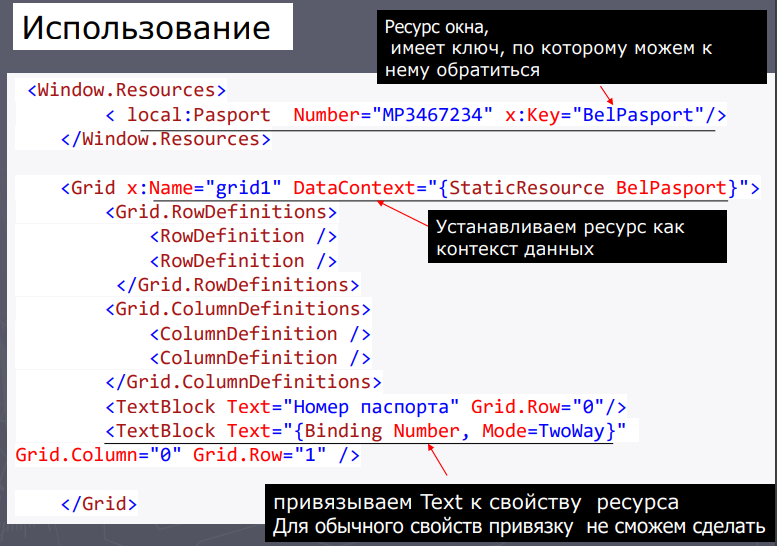 Использование
Ресурс окна,
имеет ключ, по которому можем к
нему обратиться
<Window.Resources>
< local:Pasport Number="MP3467234" x:Key="BelPasport"/>
</Window.Resources>
<Grid x:Name="grid1" DataContext="{StaticResource BelPasport}">
<Grid.RowDefinitions>
Устанавливаем ресурс как
контекст данных
<RowDefinition />
<RowDefinition />
</Grid.RowDefinitions>
<Grid.ColumnDefinitions>
<ColumnDefinition />
<ColumnDefinition />
</Grid.ColumnDefinitions>
<TextBlock Text="Номер паспорта" Grid.Row="0"/>
<TextBlock Text="{Binding Number, Mode=TwoWay}"
Grid.Column="0" Grid.Row="1" />
</Grid>
привязываем Text к свойству ресурса
Для обычного свойств привязку не сможем сделать